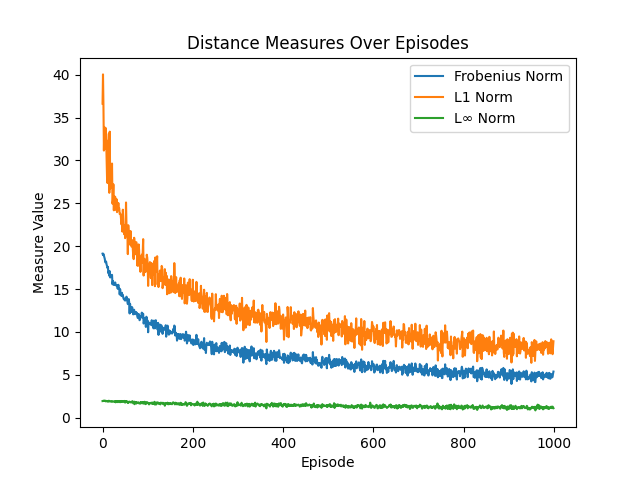 Distance Measures Over Episodes
Frobenius Norm
L1 Norm
L∞ Norm
Measure Value
40
35
30
25
20
15
10
5
0
0 200 400 600 800 1000
Episode